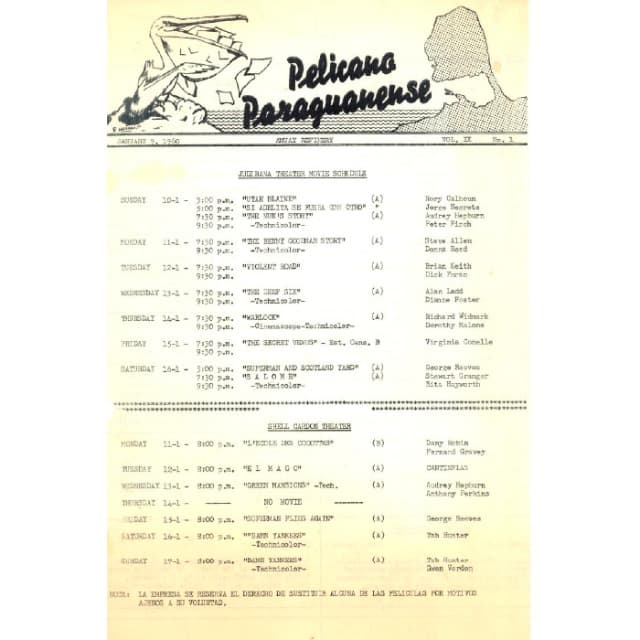 Pelicano
Paraguanense
JANUARY 9, 1960 AMUAY REFINERY VOL. IX No. 1
JUDIBANA THEATER MOVIE SCHEDULE
SUNDAY 10-1 - 3:00 p.m. "UTAH BLAINE" (A) Rory Calhoun
5:00 p.m. "SI ADELITA SE FUERA CON OTRO" " Jorge Negrete
7:30 p.m. "THE NUN'S STORY" (A) Audrey Hepburn
9:30 p.m. -Technicolor- Peter Finch
MONDAY 11-1 - 7:30 p.m. "THE BENNY GOODMAN STORY" (A) Steve Allen
9:30 p.m. -Technicolor- Donna Reed
TUESDAY 12-1 - 7:30 p.m. "VIOLENT ROAD" (A) Brian Keith
9:30 p.m. Dick Foran
WEDNESDAY 13-1 - 7:30 p.m. "THE DEEP SIX" (A) Alan Ladd
9:30 p.m. -Technicolor- Dianne Foster
THURSDAY 14-1 - 7:30 p.m. "WARLOCK" (A) Richard Widmark
9:30 p.m. -Cinemascope-Technicolor- Dorothy Malone
FRIDAY 15-1 - 7:30 p.m. "THE SECRET VENUS" - Est. Cens. B Virginia Comelle
9:30 p.m.
SATURDAY 16-1 - 3:00 p.m. "SUPERMAN AND SCOTLAND YARD" (A) George Reeves
7:30 p.m. "S A L O M E" (A) Stewart Granger
9:30 p.m. -Technicolor- Rita Hayworth
SHELL CARDON THEATER
MONDAY 11-1 - 8:00 p.m. "L'ECOLE DES COCOTTES" (B) Dany Robin
Fernand Gravey
TUESDAY 12-1 - 8:00 p.m. "E L M A G O" (A) CANTINFLAS
WEDNESDAY 13-1 - 8:00 p.m. "GREEN MANSIONS" -Tech. (A) Audrey Hepburn
Anthony Perkins
THURSDAY 14-1 - ------ NO MOVIE -------
FRIDAY 15-1 - 8:00 p.m. "SUPERMAN FLIES AGAIN" (A) George Reeves
SATURDAY 16-1 - 8:00 p.m. ""DAMN YANKEES" (A) Tab Hunter
-Technicolor-
SUNDAY 17-1 - 8:00 p.m. "DAMN YANKEES" (A) Tab Hunter
-Technicolor- Gwen Verdon
NOTA: LA EMPRESA SE RESERVA EL DERECHO DE SUSTITUIR ALGUNA DE LAS PELICULAS POR MOTIVOS
AJENOS A SU VOLUNTAD.